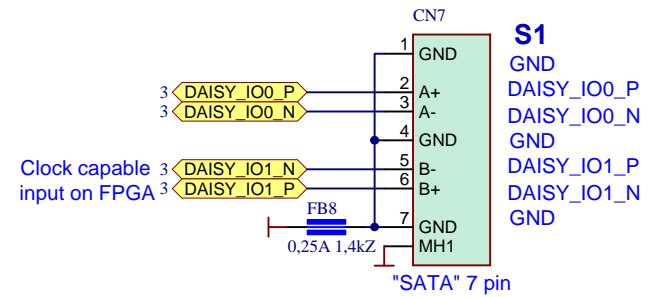 CN7
S1
1 GND
GND
3 DAISY_IO0_P 2 A+ DAISY_IO0_P
3 DAISY_IO0_N 3 A- DAISY_IO0_N
4 GND
GND
Clock capable 3 DAISY_IO1_N 5 B- DAISY_IO1_P
input on FPGA 3 DAISY_IO1_P 6 B+ DAISY_IO1_N
FB8
7 GND GND
0,25A 1,4kZ MH1
"SATA" 7 pin